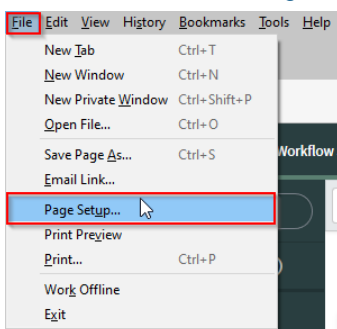 File Edit View History Bookmarks Tools Help
New Tab Ctrl+T
New Window Ctrl+N
New Private Window Ctrl+Shift+P
Open File... Ctrl+O
Save Page As... Ctrl+S
Workflow
Email Link...
Page Setup...
Print Preview
Print... Ctrl+P
Work Offline
Exit